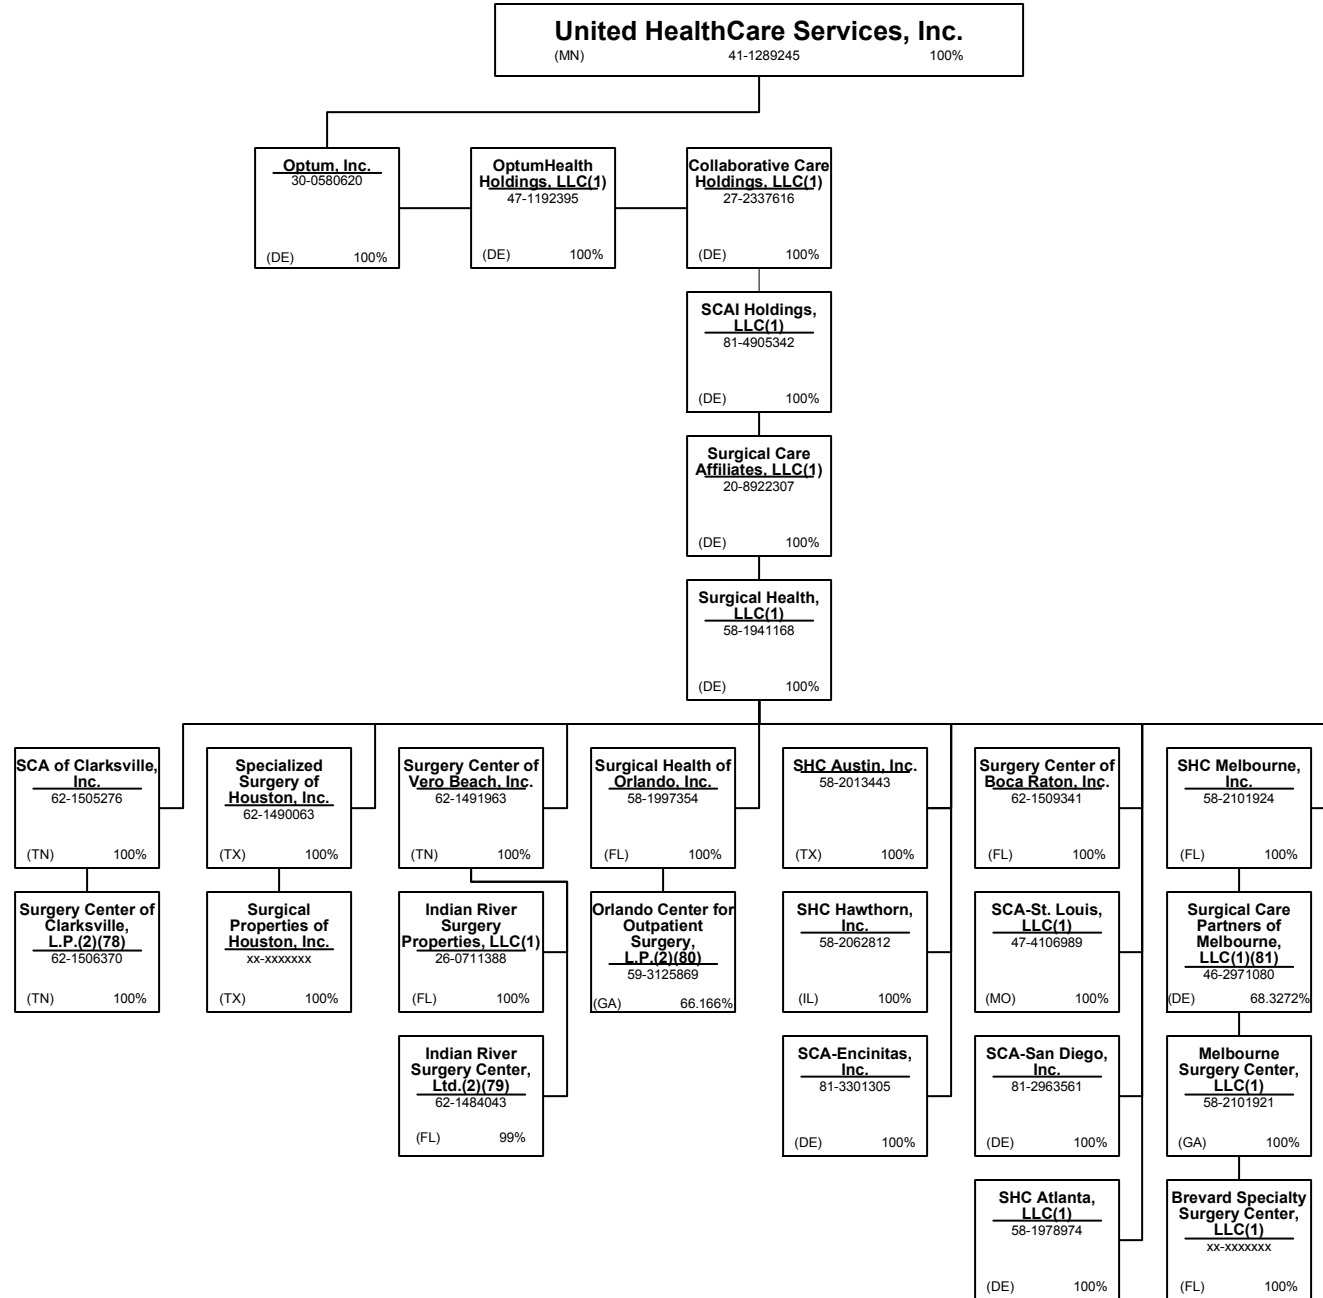 United HealthCare Services, Inc.
(MN) 41-1289245 100%
Optum, Inc.
30-0580620
(DE) 100%
OptumHealth
Holdings, LLC(1)
47-1192395
(DE) 100%
Collaborative Care
Holdings, LLC(1)
27-2337616
(DE) 100%
SCAI Holdings,
LLC(1)
81-4905342
(DE) 100%
Surgical Care
Affiliates, LLC(1)
20-8922307
(DE) 100%
Surgical Health,
LLC(1)
58-1941168
(DE) 100%
SCA of Clarksville,
Inc.
62-1505276
(TN) 100%
Specialized
Surgery of
Houston, Inc.
62-1490063
(TX) 100%
Surgery Center of
Vero Beach, Inc.
62-1491963
(TN) 100%
Surgical Health of
Orlando, Inc.
58-1997354
(FL) 100%
SHC Austin, Inc.
58-2013443
(TX) 100%
Surgery Center of
Boca Raton, Inc.
62-1509341
(FL) 100%
SHC Melbourne,
Inc.
58-2101924
(FL) 100%
Surgery Center of
Clarksville,
L.P.(2)(78)
62-1506370
(TN) 100%
Surgical
Properties of
Houston, Inc.
xx-xxxxxxx
(TX) 100%
Indian River
Surgery
Properties, LLC(1)
26-0711388
(FL) 100%
Orlando Center for
Outpatient
Surgery,
L.P.(2)(80)
59-3125869
(GA) 66.166%
SHC Hawthorn,
Inc.
58-2062812
(IL) 100%
SCA-St. Louis,
LLC(1)
47-4106989
(MO) 100%
Surgical Care
Partners of
Melbourne,
LLC(1)(81)
46-2971080
(DE) 68.3272%
Indian River
Surgery Center,
Ltd.(2)(79)
62-1484043
(FL) 99%
SCA-Encinitas,
Inc.
81-3301305
(DE) 100%
SCA-San Diego,
Inc.
81-2963561
(DE) 100%
Melbourne
Surgery Center,
LLC(1)
58-2101921
(GA) 100%
SHC Atlanta,
LLC(1)
58-1978974
(DE) 100%
Brevard Specialty
Surgery Center,
LLC(1)
xx-xxxxxxx
(FL) 100%